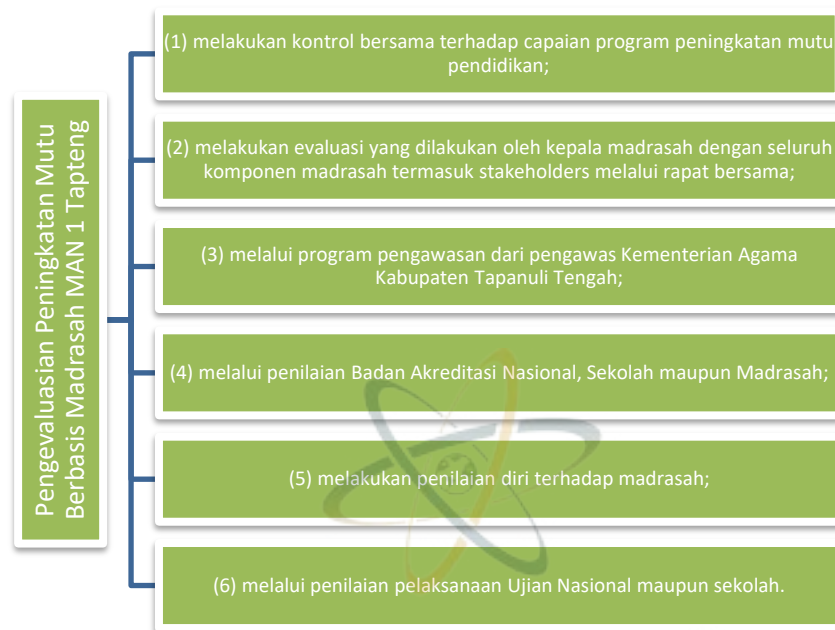 Pengevaluasian Peningkatan Mutu
Berbasis Madrasah MAN 1 Tapteng
(1) melakukan kontrol bersama terhadap capaian program peningkatan mutu
pendidikan;
(2) melakukan evaluasi yang dilakukan oleh kepala madrasah dengan seluruh
komponen madrasah termasuk stakeholders melalui rapat bersama;
(3) melalui program pengawasan dari pengawas Kementerian Agama
Kabupaten Tapanuli Tengah;
(4) melalui penilaian Badan Akreditasi Nasional, Sekolah maupun Madrasah;
(5) melakukan penilaian diri terhadap madrasah;
(6) melalui penilaian pelaksanaan Ujian Nasional maupun sekolah.